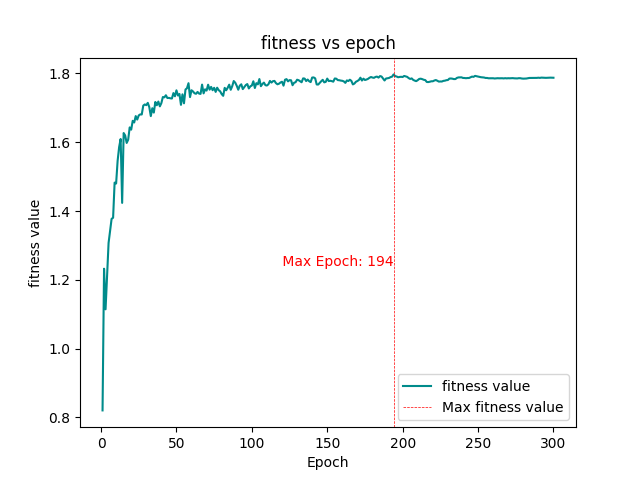 fitness vs epoch
fitness value
1.8
1.6
1.4
1.2
1.0
0.8
Max Epoch: 194
fitness value
Max fitness value
0
50
100
150
200
250
300
Epoch